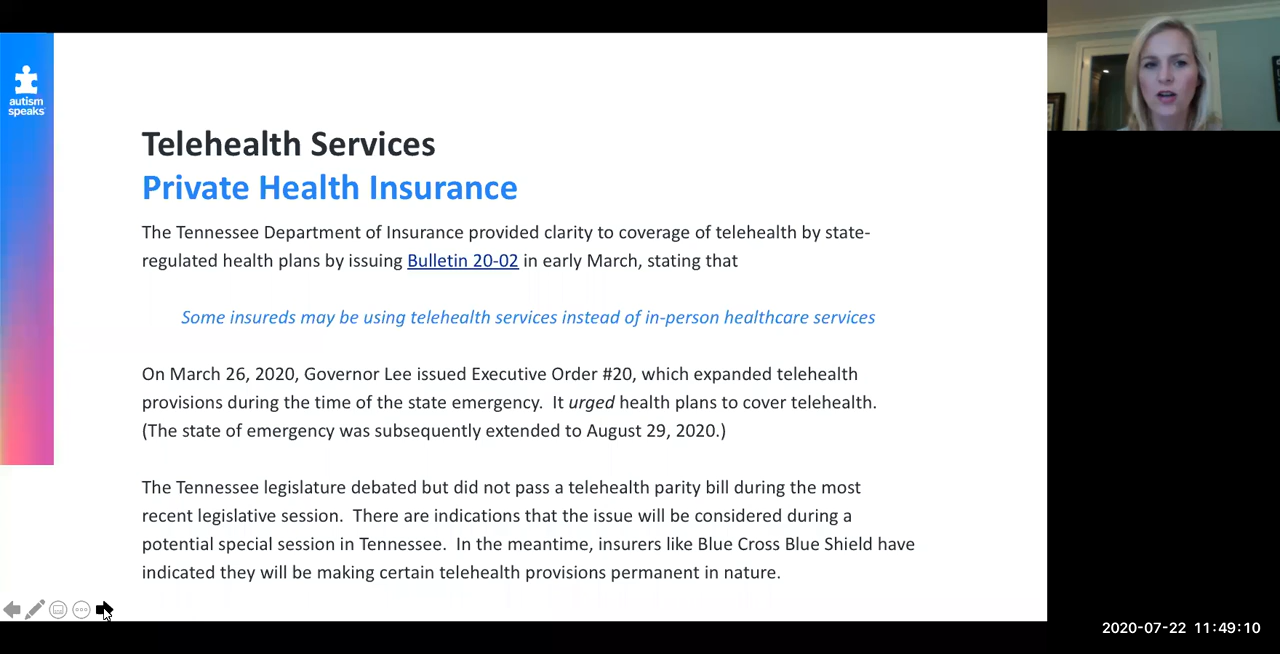 autism
speaks
Telehealth Services
Private Health Insurance
The Tennessee Department of Insurance provided clarity to coverage of telehealth by state-
regulated health plans by issuing Bulletin 20-02 in early March, stating that
Some insureds may be using telehealth services instead of in-person healthcare services
On March 26, 2020, Governor Lee issued Executive Order #20, which expanded telehealth
provisions during the time of the state emergency.  It urged health plans to cover telehealth.
(The state of emergency was subsequently extended to August 29, 2020.)
The Tennessee legislature debated but did not pass a telehealth parity bill during the most
recent legislative session.  There are indications that the issue will be considered during a
potential special session in Tennessee.  In the meantime, insurers like Blue Cross Blue Shield have
indicated they will be making certain telehealth provisions permanent in nature.
2020-07-22 11:49:10